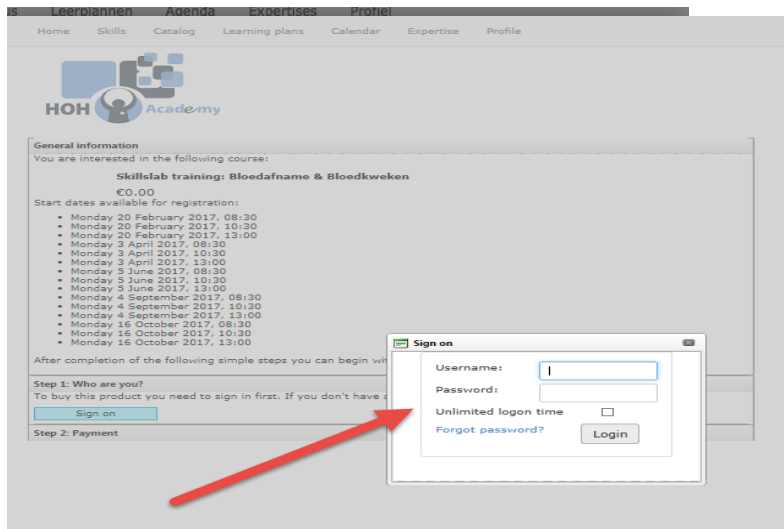 us Leerplannen Agenda Expertises Profiel
Home Skills Catalog Learning plans Calendar Expertise Profile
HOH Academy
General information
You are interested in the following course:
Skillslab training: Bloedafname & Bloedkweken
€0.00
Start dates available for registration:
• Monday 20 February 2017, 08:30
• Monday 20 February 2017, 10:30
• Monday 20 February 2017, 13:00
• Monday 3 April 2017, 08:30
• Monday 3 April 2017, 10:30
• Monday 3 April 2017, 13:00
• Monday 5 June 2017, 08:30
• Monday 5 June 2017, 10:30
• Monday 5 June 2017, 13:00
• Monday 4 September 2017, 08:30
• Monday 4 September 2017, 10:30
• Monday 4 September 2017, 13:00
• Monday 16 October 2017, 08:30
• Monday 16 October 2017, 10:30
• Monday 16 October 2017, 13:00
After completion of the following simple steps you can begin wit
Step 1: Who are you?
To buy this product you need to sign in first. If you don't have a
Sign on
Step 2: Payment
Sign on
Username:
Password:
Unlimited logon time
Forgot password?
Login